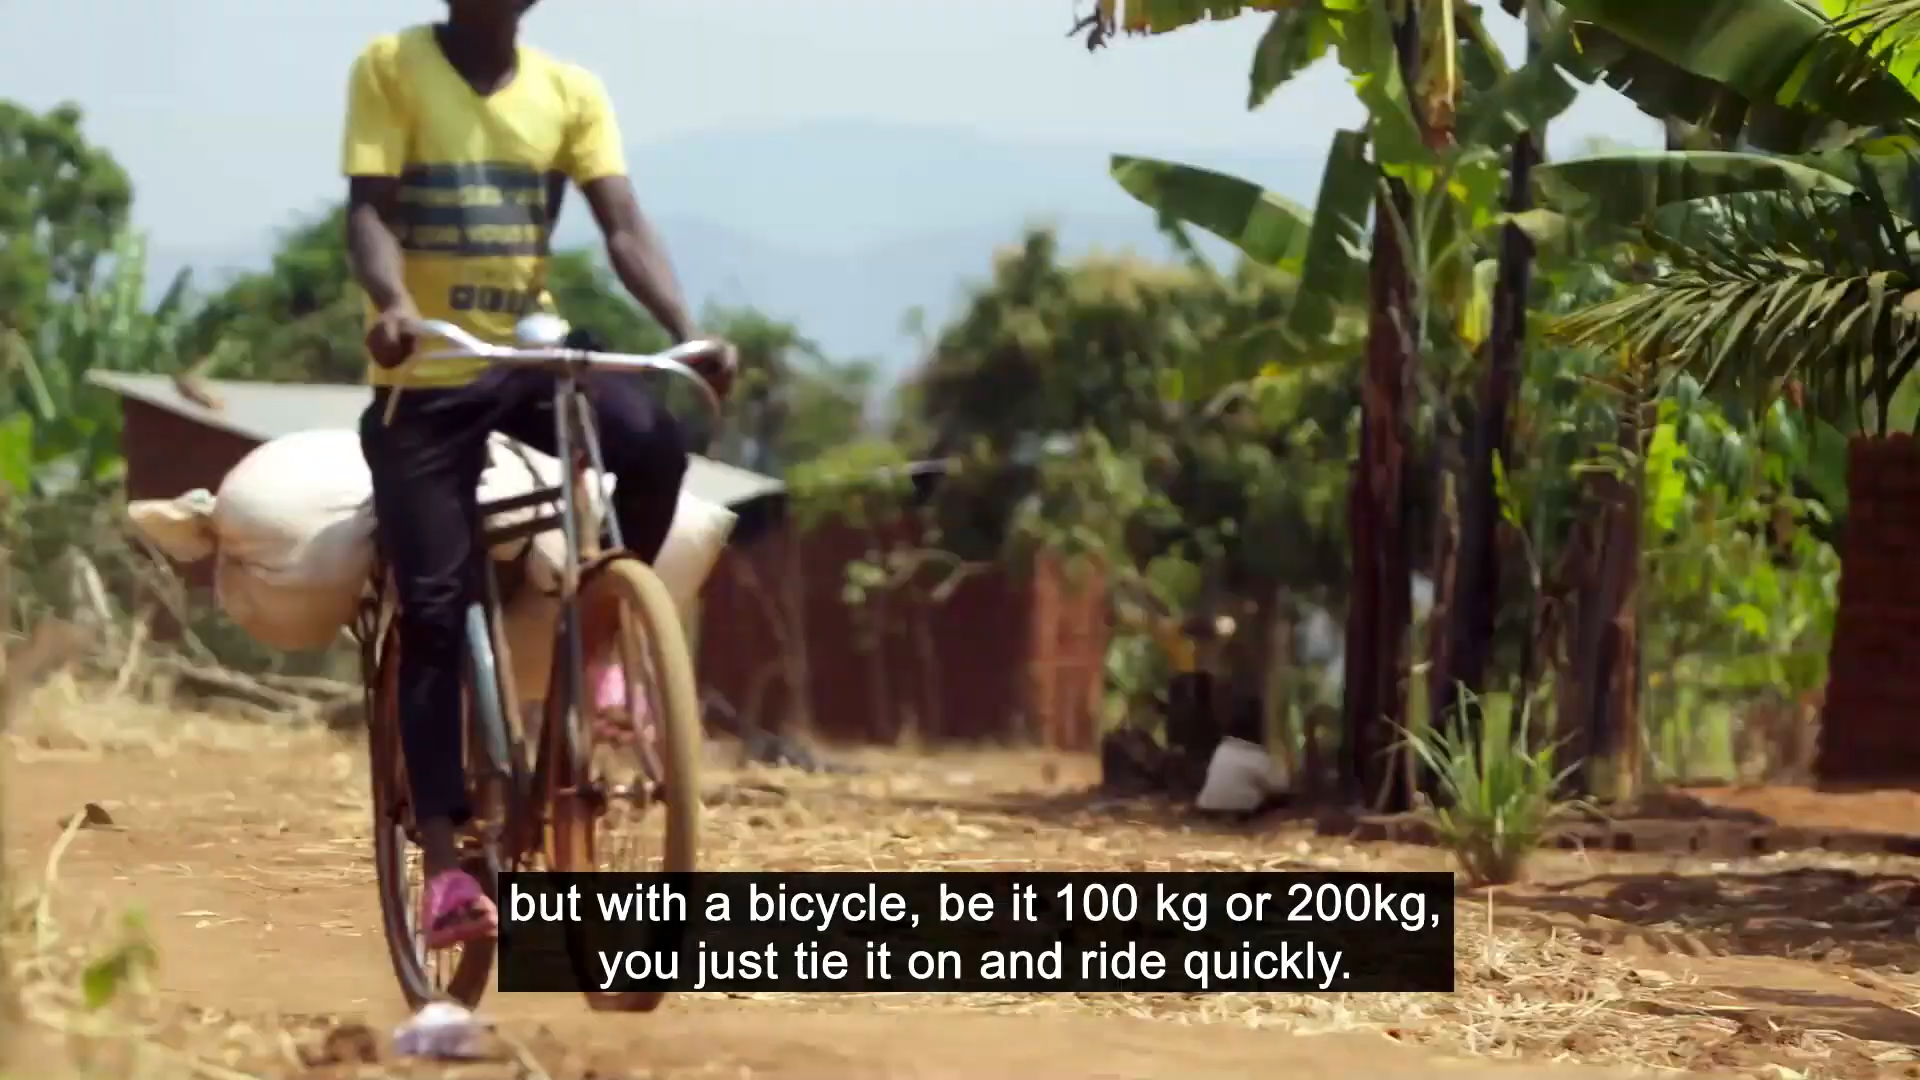 but with a bicycle, be it 100 kg or 200kg,
you just tie it on and ride quickly.